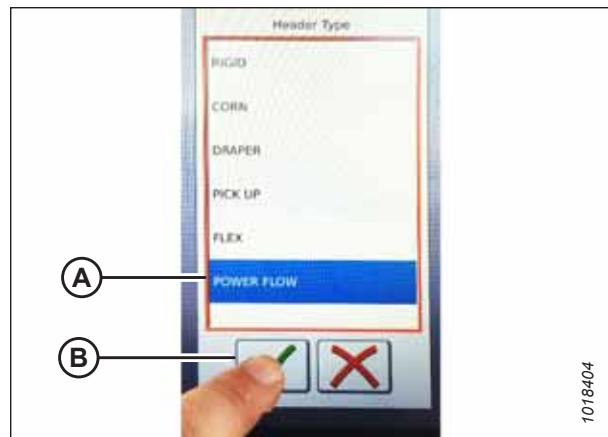 Header Type
RIGID
CORN
DRAPER
PICK UP
FLEX
A
POWER FLOW
B
1018404